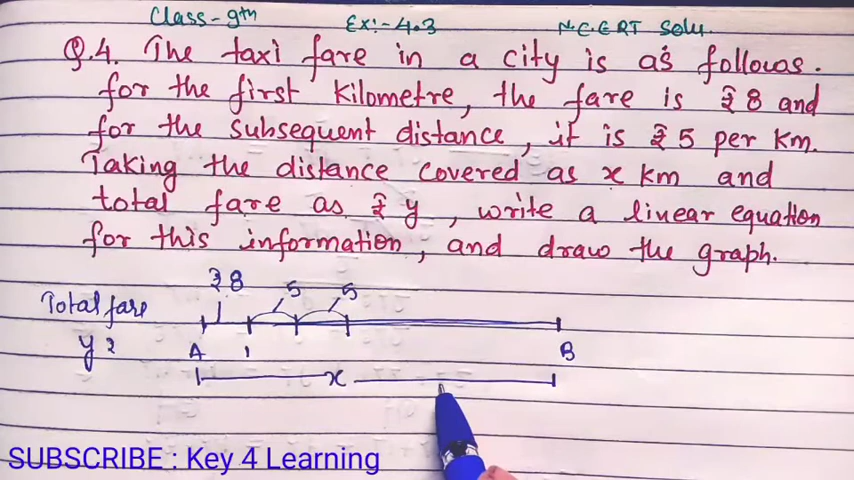 Class-9th Ex:- 4.3 N.C.E.RT Solu.
Q.4. The taxi fare in a city is as follows.
for the first Kilometre, the fare is ₹8 and
for the subsequent distance, it is ₹5 per Km.
Taking the distance covered as x km and
total fare as ₹ y, write a linear equation
for this information, and draw the graph.
₹8 5 5
Total fare
y = A 1 B
x
SUBSCRIBE : Key 4 Learning